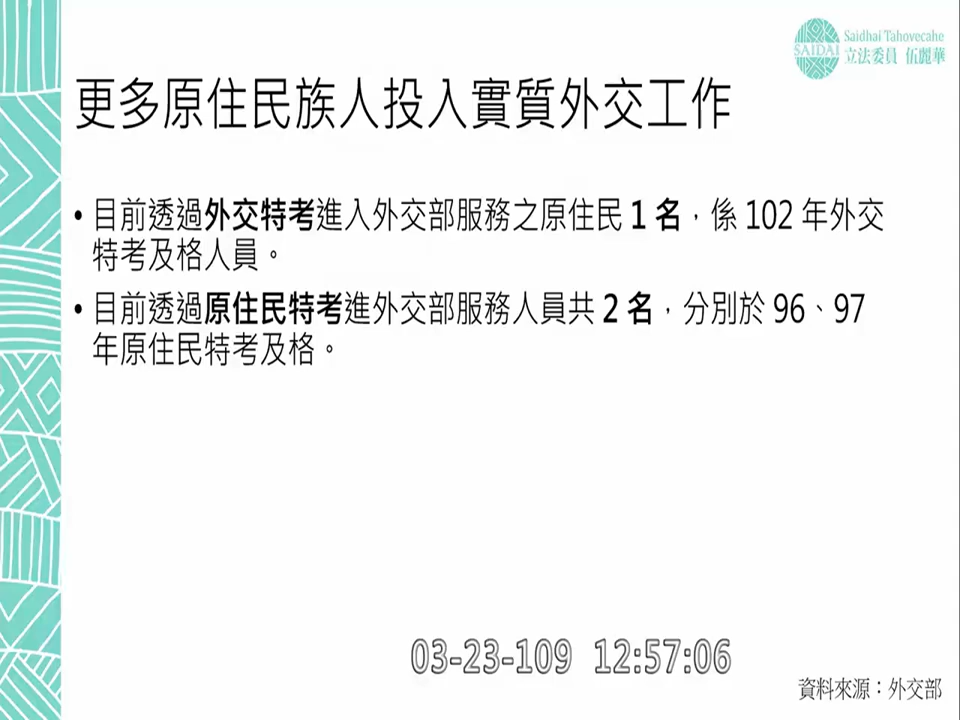 Saidhai Tahovecahe
SAIDAI
立法委員 伍麗華
更多原住民族人投入實質外交工作
• 目前透過外交特考進入外交部服務之原住民 1 名，係 102 年外交
特考及格人員。
• 目前透過原住民特考進外交部服務人員共 2 名，分別於 96、97
年原住民特考及格。
03-23-109 12:57:06
資料來源：外交部